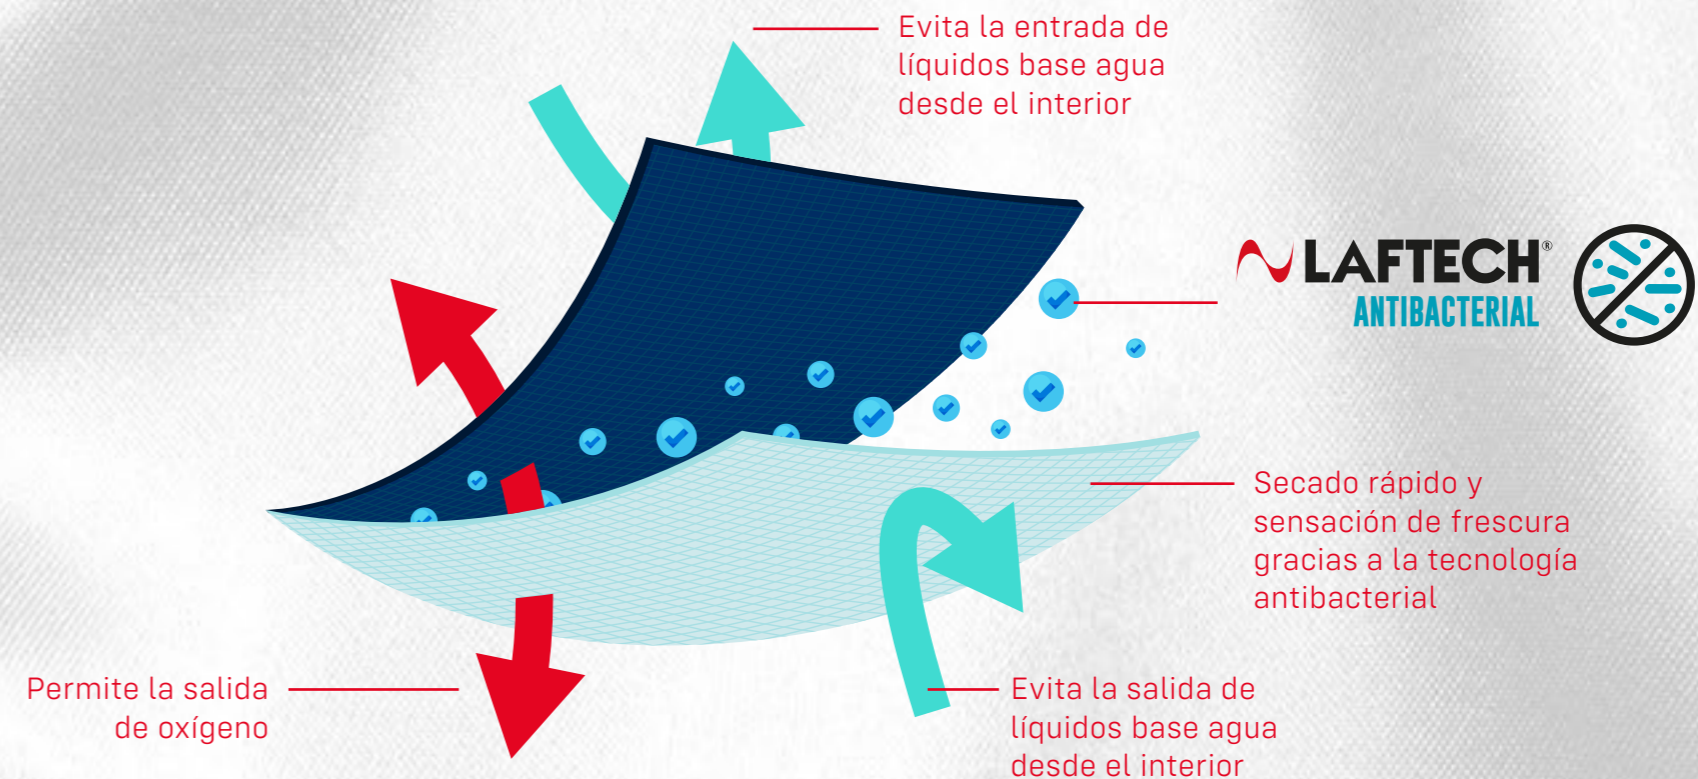 Evita la entrada de
líquidos base agua
desde el interior
LAFTECH®
ANTIBACTERIAL
Secado rápido y
sensación de frescura
gracias a la tecnología
antibacterial
Permite la salida
de oxígeno
Evita la salida de
líquidos base agua
desde el interior